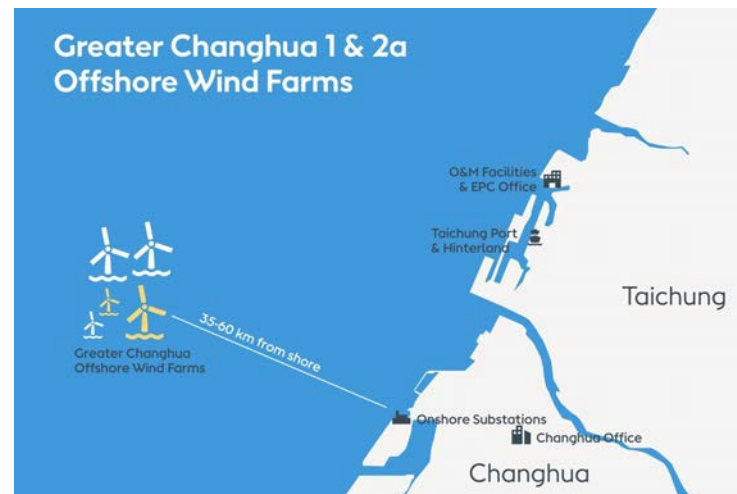 Greater Changhua 1 & 2a
Offshore Wind Farms
O&M Facilities
& EPC Office
Taichung Port
& Hinterland
Taichung
35-60 km from shore
Greater Changhua
Offshore Wind Farms
Onshore Substations
Changhua Office
Changhua